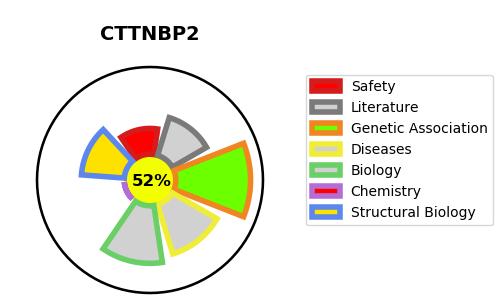 CTTNBP2
52%
Safety
Literature
Genetic Association
Diseases
Biology
Chemistry
Structural Biology